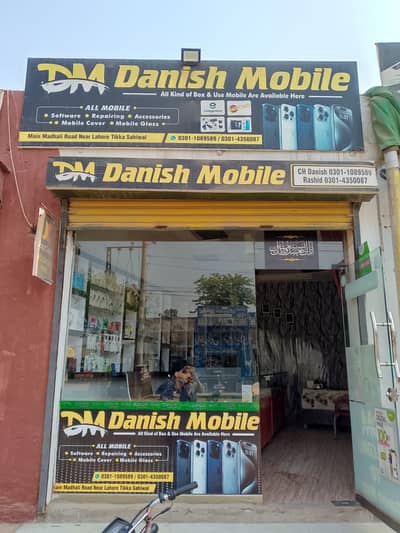 DM Danish Mobile
All Kind of Box & Use Mobile Are Available Here
ALL MOBILE
• Software • Repairing • Accessories
• Mobile Cover • Mobile Glass
Main Madhali Road Near Lahore Tikka Sahiwal
0301-1089589 / 0301-4350087
DM Danish Mobile
CH Danish 0301-1089589
Rashid 0301-4350087
DM Danish Mobile
All Kind of Box & Use Mobile Are Available Here
ALL MOBILE
• Software • Repairing • Accessories
• Mobile Cover • Mobile Glass
0301-1089589 / 0301-4350087
Main Madhali Road Near Lahore Tikka Sahiwal